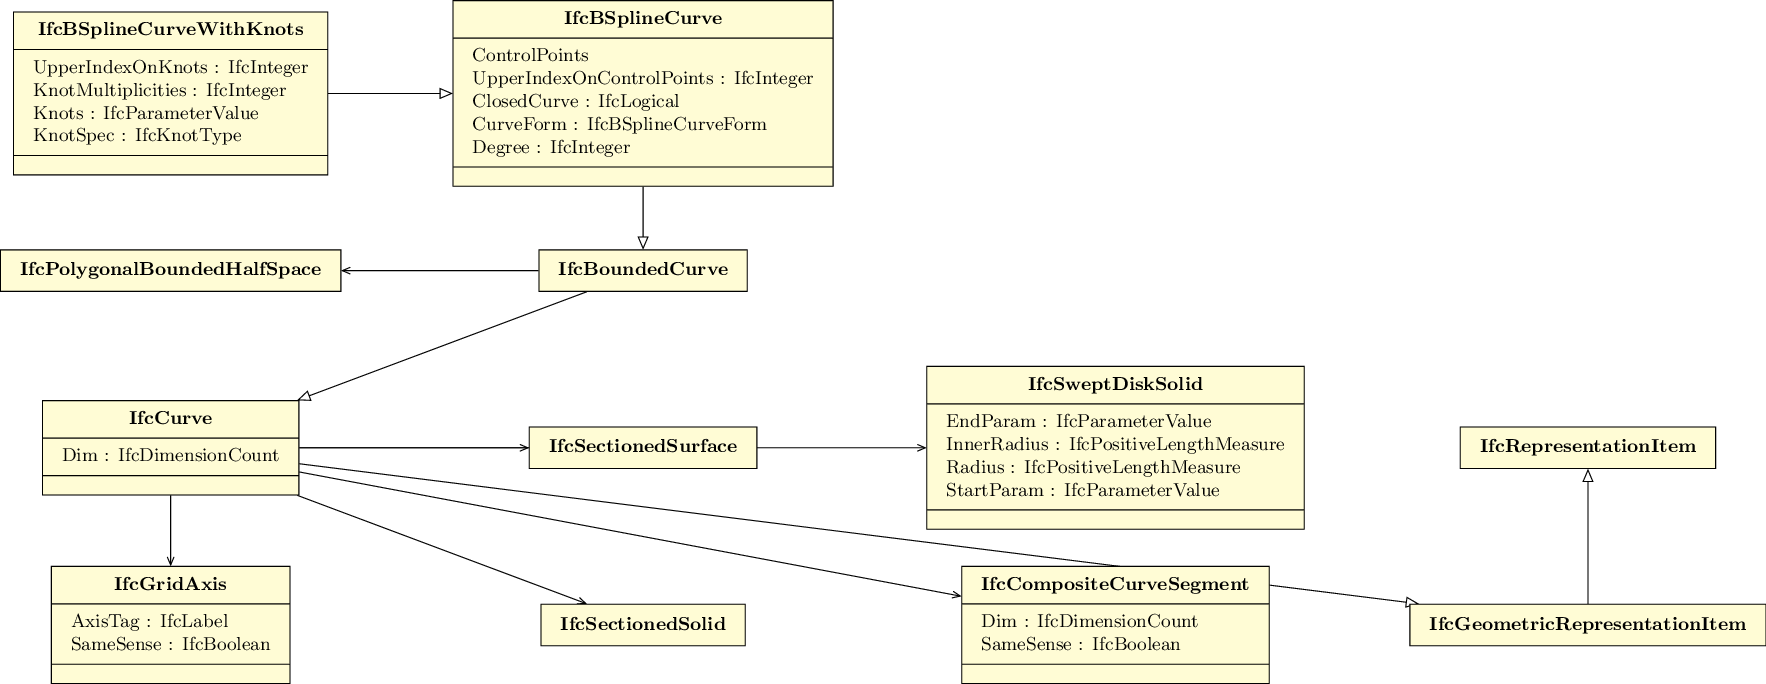 IfcBSplineCurveWithKnots
UpperIndexOnKnots : IfcInteger
KnotMultiplicities : IfcInteger
Knots : IfcParameterValue
KnotSpec : IfcKnotType
IfcBSplineCurve
ControlPoints
UpperIndexOnControlPoints : IfcInteger
ClosedCurve : IfcLogical
CurveForm : IfcBSplineCurveForm
Degree : IfcInteger
IfcPolygonalBoundedHalfSpace
IfcBoundedCurve
IfcCurve
Dim : IfcDimensionCount
IfcSectionedSurface
IfcSweptDiskSolid
EndParam : IfcParameterValue
InnerRadius : IfcPositiveLengthMeasure
Radius : IfcPositiveLengthMeasure
StartParam : IfcParameterValue
IfcRepresentationItem
IfcGridAxis
AxisTag : IfcLabel
SameSense : IfcBoolean
IfcSectionedSolid
IfcCompositeCurveSegment
Dim : IfcDimensionCount
SameSense : IfcBoolean
IfcGeometricRepresentationItem